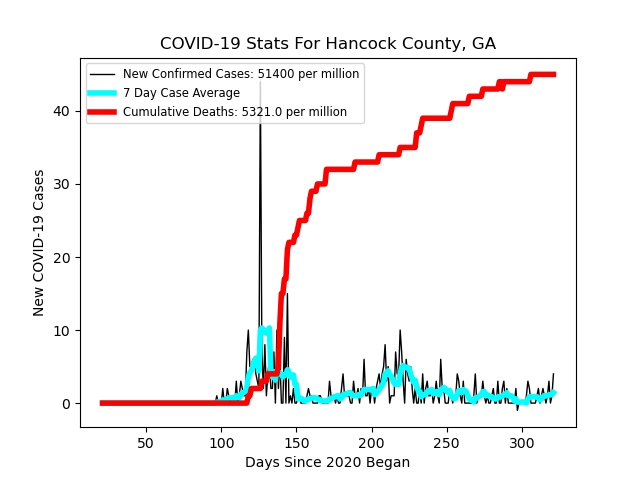 COVID-19 Stats For Hancock County, GA
New Confirmed Cases: 51400 per million
7 Day Case Average
Cumulative Deaths: 5321.0 per million
New COVID-19 Cases
40
30
20
10
0
50 100 150 200 250 300
Days Since 2020 Began